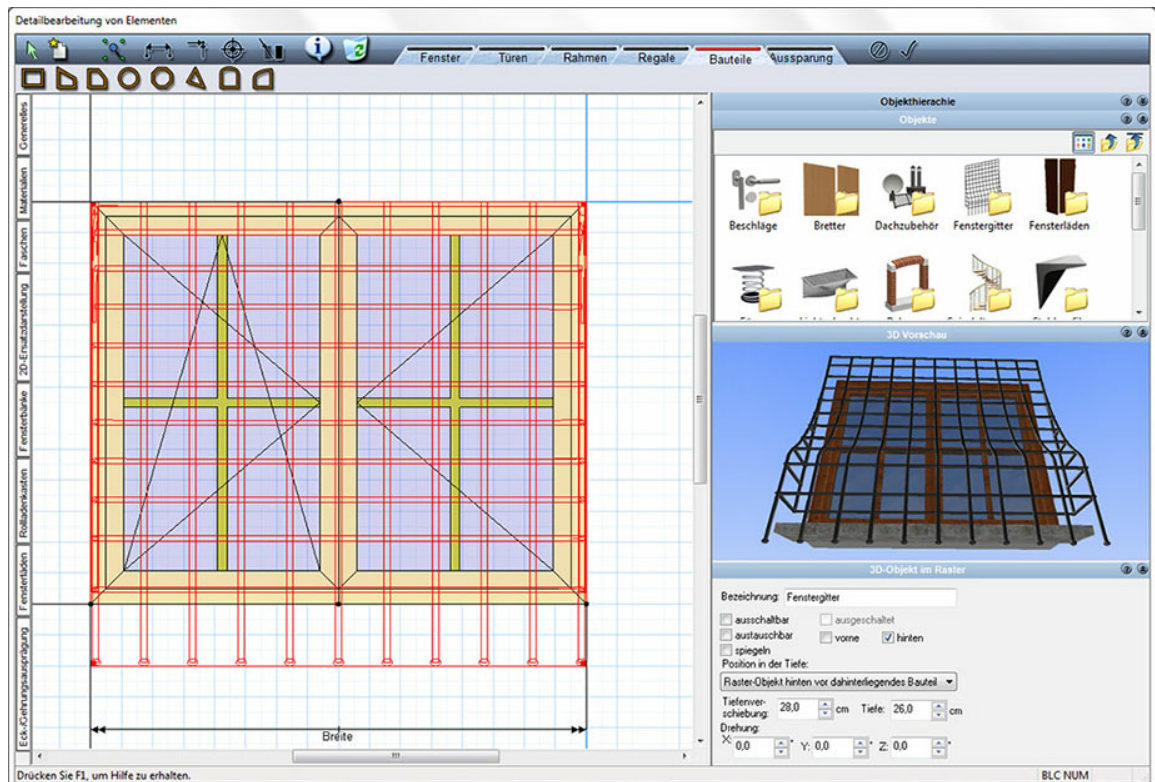 Detailbearbeitung von Elementen
Fenster Türen Rahmen Regale Bauteile Aussparung
Generelles
Materialien
Faschen
2D-Ersatzdarstellung
Fensterbänke
Rollladenkasten
Fensterläden
Eck-/Gehrungsausprägung
Breite
Objekthierachie
Objekte
Beschläge Bretter Dachzubehör Fenstergitter Fensterläden
3D Vorschau
3D-Objekt im Raster
Bezeichnung: Fenstergitter
ausschaltbar ausgeschaltet
austauschbar vorne hinten
spiegeln
Position in der Tiefe:
Raster-Objekt hinten vor dahinterliegendes Bauteil
Tiefenver-
schiebung: 28,0 cm Tiefe: 26,0 cm
Drehung:
X: 0,0 ° Y: 0,0 ° Z: 0,0 °
Drücken Sie F1, um Hilfe zu erhalten.
BLC NUM